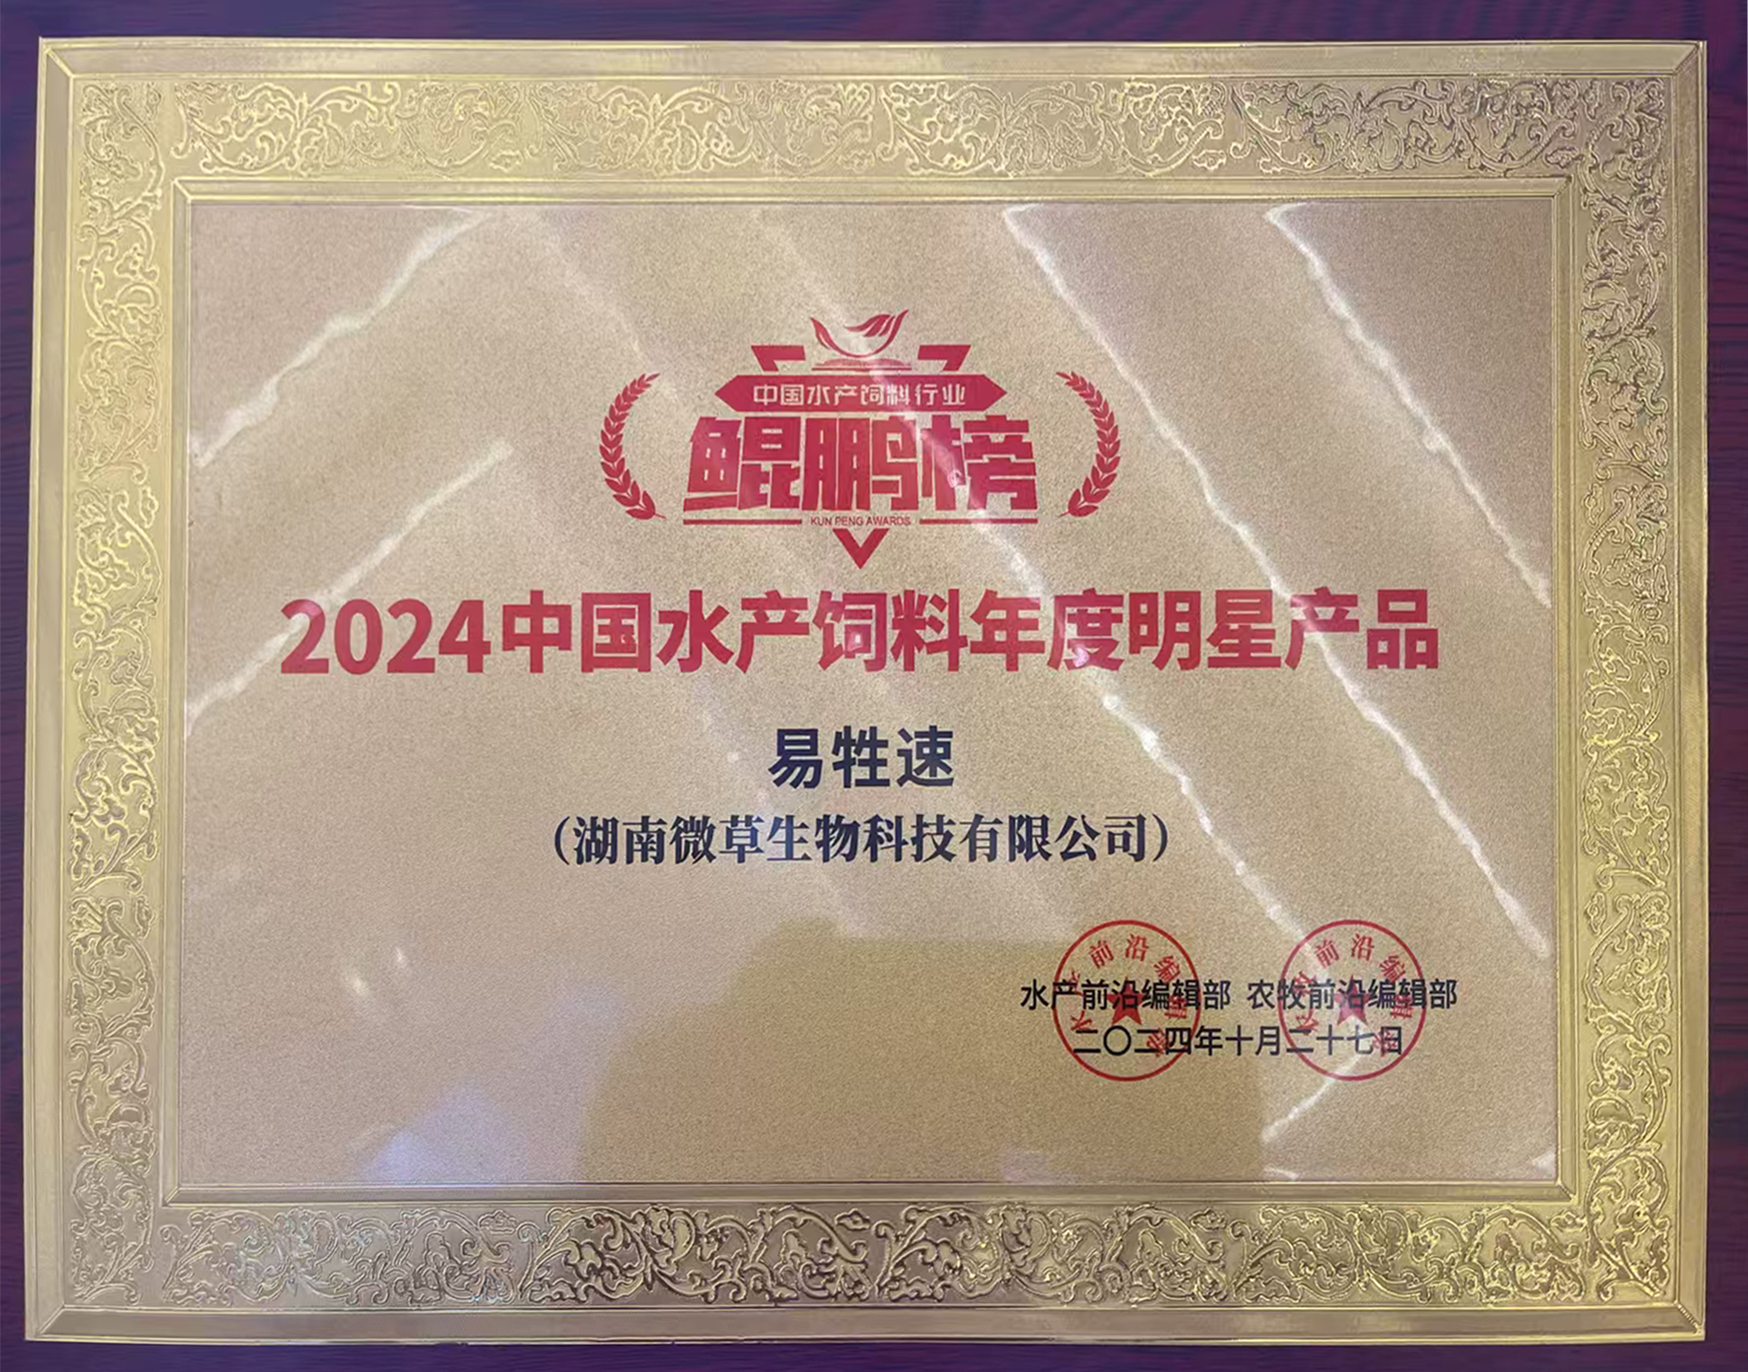 中国水产饲料行业
鲲鹏榜
KUN PENG AWARDS
2024中国水产饲料年度明星产品
易牲速
（湖南微草生物科技有限公司）
水产前沿编辑部 农牧前沿编辑部
二〇二四年十月二十七日